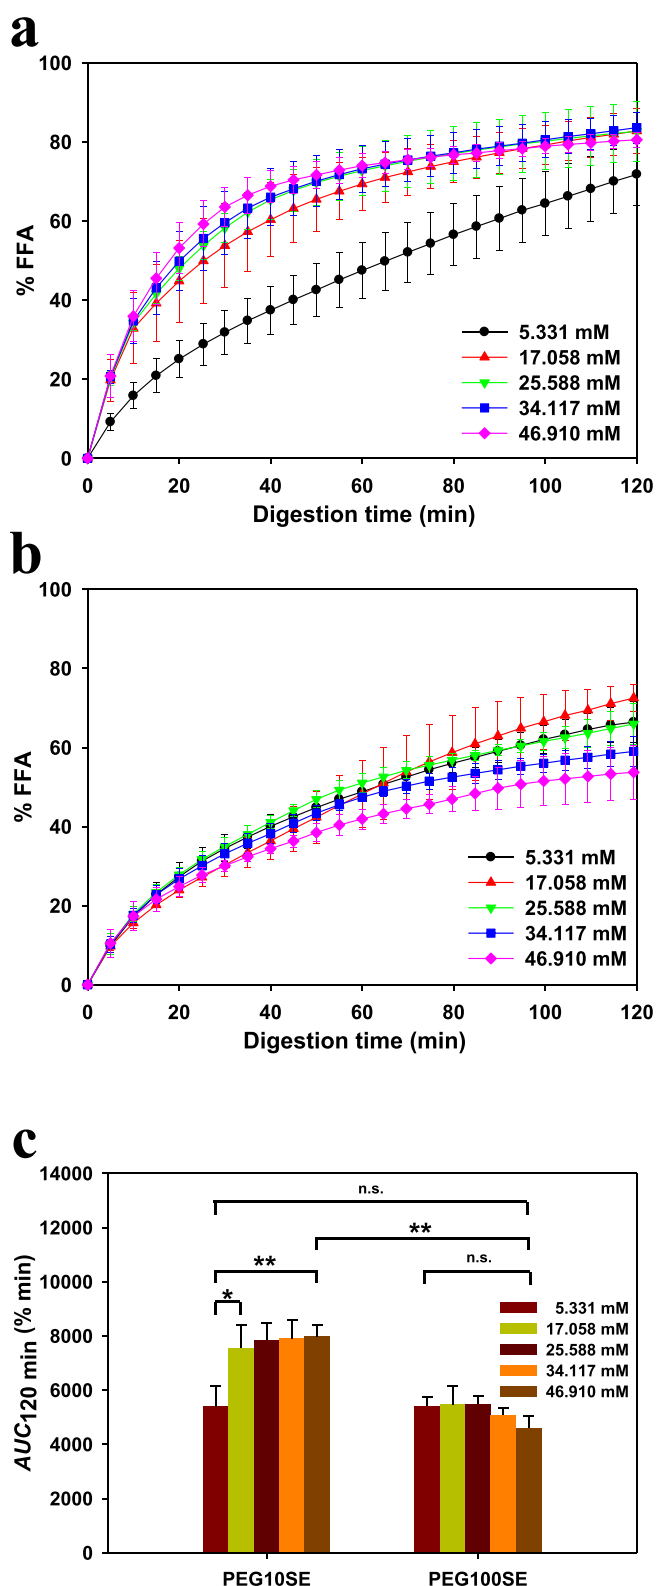 a
100
80
60
40
20
0
% FFA
5.331 mM
17.058 mM
25.588 mM
34.117 mM
46.910 mM
0 20 40 60 80 100 120
Digestion time (min)
b
100
80
60
40
20
0
% FFA
5.331 mM
17.058 mM
25.588 mM
34.117 mM
46.910 mM
0 20 40 60 80 100 120
Digestion time (min)
c
14000
12000
10000
8000
6000
4000
2000
0
AUC120 min (% min)
n.s.
**
** n.s.
*
5.331 mM
17.058 mM
25.588 mM
34.117 mM
46.910 mM
PEG10SE PEG100SE